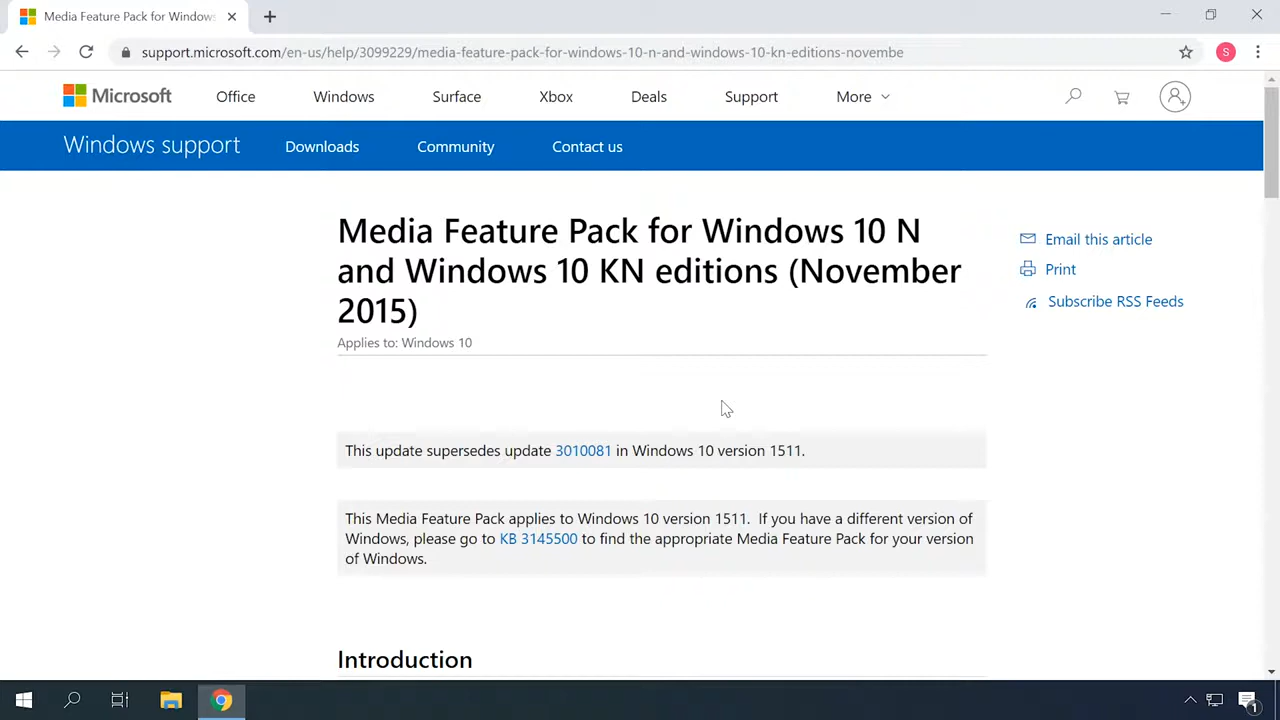 Media Feature Pack for Windows
support.microsoft.com/en-us/help/3099229/media-feature-pack-for-windows-10-n-and-windows-10-kn-editions-novembe
S
Microsoft
Office
Windows
Surface
Xbox
Deals
Support
More
Windows support
Downloads
Community
Contact us
Media Feature Pack for Windows 10 N
and Windows 10 KN editions (November
2015)
Applies to: Windows 10
Email this article
Print
Subscribe RSS Feeds
This update supersedes update 3010081 in Windows 10 version 1511.
This Media Feature Pack applies to Windows 10 version 1511.  If you have a different version of
Windows, please go to KB 3145500 to find the appropriate Media Feature Pack for your version
of Windows.
Introduction
1